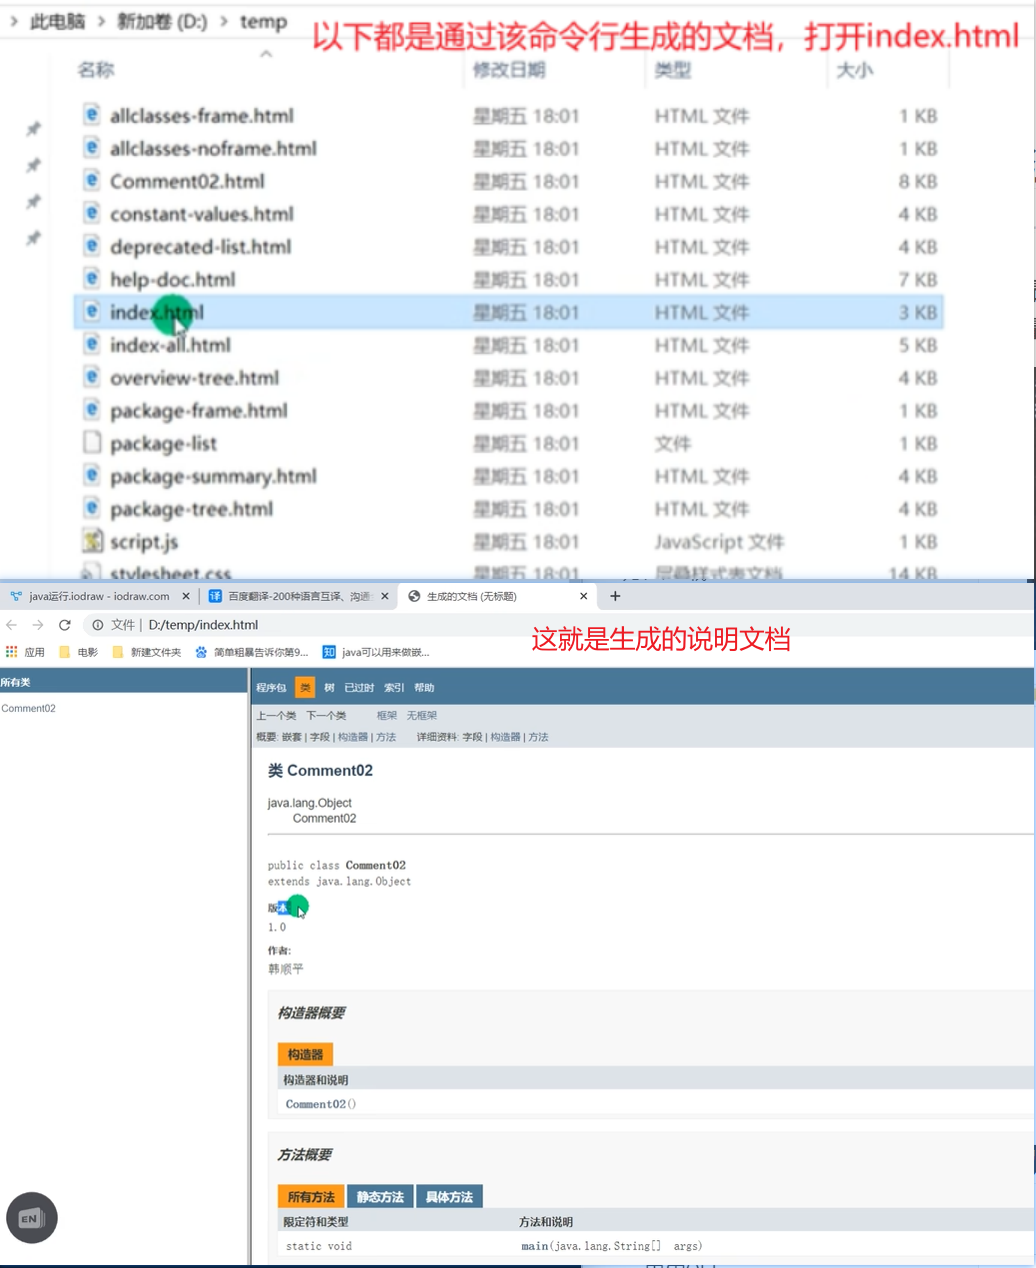 此电脑 > 新加卷 (D:) > temp
以下都是通过该命令行生成的文档，打开index.html
名称 修改日期 类型 大小
allclasses-frame.html 星期五 18:01 HTML 文件 1 KB
allclasses-noframe.html 星期五 18:01 HTML 文件 1 KB
Comment02.html 星期五 18:01 HTML 文件 8 KB
constant-values.html 星期五 18:01 HTML 文件 4 KB
deprecated-list.html 星期五 18:01 HTML 文件 4 KB
help-doc.html 星期五 18:01 HTML 文件 7 KB
index.html 星期五 18:01 HTML 文件 3 KB
index-all.html 星期五 18:01 HTML 文件 5 KB
overview-tree.html 星期五 18:01 HTML 文件 4 KB
package-frame.html 星期五 18:01 HTML 文件 1 KB
package-list 星期五 18:01 文件 1 KB
package-summary.html 星期五 18:01 HTML 文件 4 KB
package-tree.html 星期五 18:01 HTML 文件 4 KB
script.js 星期五 18:01 JavaScript 文件 1 KB
stylesheet.css 星期五 18:01 层叠样式表文档 14 KB
java运行.iodraw - iodraw.com 百度翻译-200种语言互译、沟通 生成的文档 (无标题)
文件 | D:/temp/index.html
这就是生成的说明文档
应用 电影 新建文件夹 简单粗暴告诉你第9... 知 java可以用来做嵌...
所有类
Comment02
程序包 类 树 已过时 索引 帮助
上一个类 下一个类 框架 无框架
概要: 嵌套 | 字段 | 构造器 | 方法 详细资料: 字段 | 构造器 | 方法
类 Comment02
java.lang.Object
Comment02
public class Comment02
extends java.lang.Object
版本
1.0
作者:
韩顺平
构造器概要
构造器
构造器和说明
Comment02()
方法概要
所有方法 静态方法 具体方法
限定符和类型 方法和说明
static void main(java.lang.String[] args)
EN